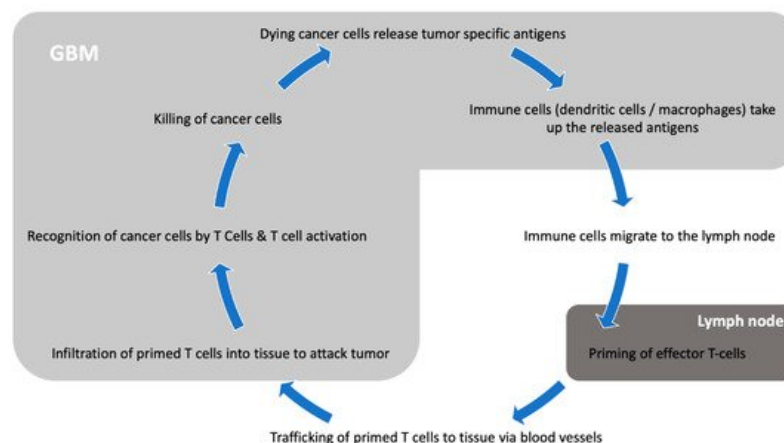 GBM
Dying cancer cells release tumor specific antigens
Immune cells (dendritic cells / macrophages) take
up the released antigens
Immune cells migrate to the lymph node
Lymph node
Priming of effector T-cells
Trafficking of primed T cells to tissue via blood vessels
Infiltration of primed T cells into tissue to attack tumor
Recognition of cancer cells by T Cells & T cell activation
Killing of cancer cells